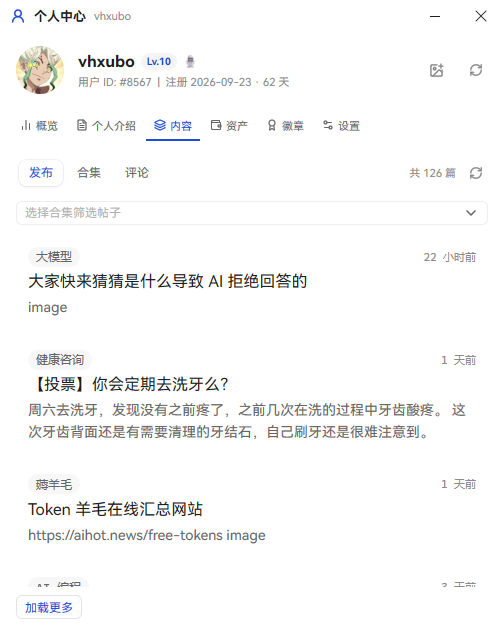 个人中心 vhxubo
vhxubo Lv.10
用户 ID: #8567 | 注册 2026-09-23 · 62 天
概览 个人介绍 内容 资产 徽章 设置
发布 合集 评论 共 126 篇
选择合集筛选帖子
大模型 22 小时前
大家快来猜猜是什么导致 AI 拒绝回答的
image
健康咨询 1 天前
【投票】你会定期去洗牙么？
周六去洗牙，发现没有之前疼了，之前几次在洗的过程中牙齿酸疼。 这
次牙齿背面还是有需要清理的牙结石，自己刷牙还是很难注意到。
薅羊毛 1 天前
Token 羊毛在线汇总网站
https://aihot.news/free-tokens image
AI 编程 3 天前
加载更多